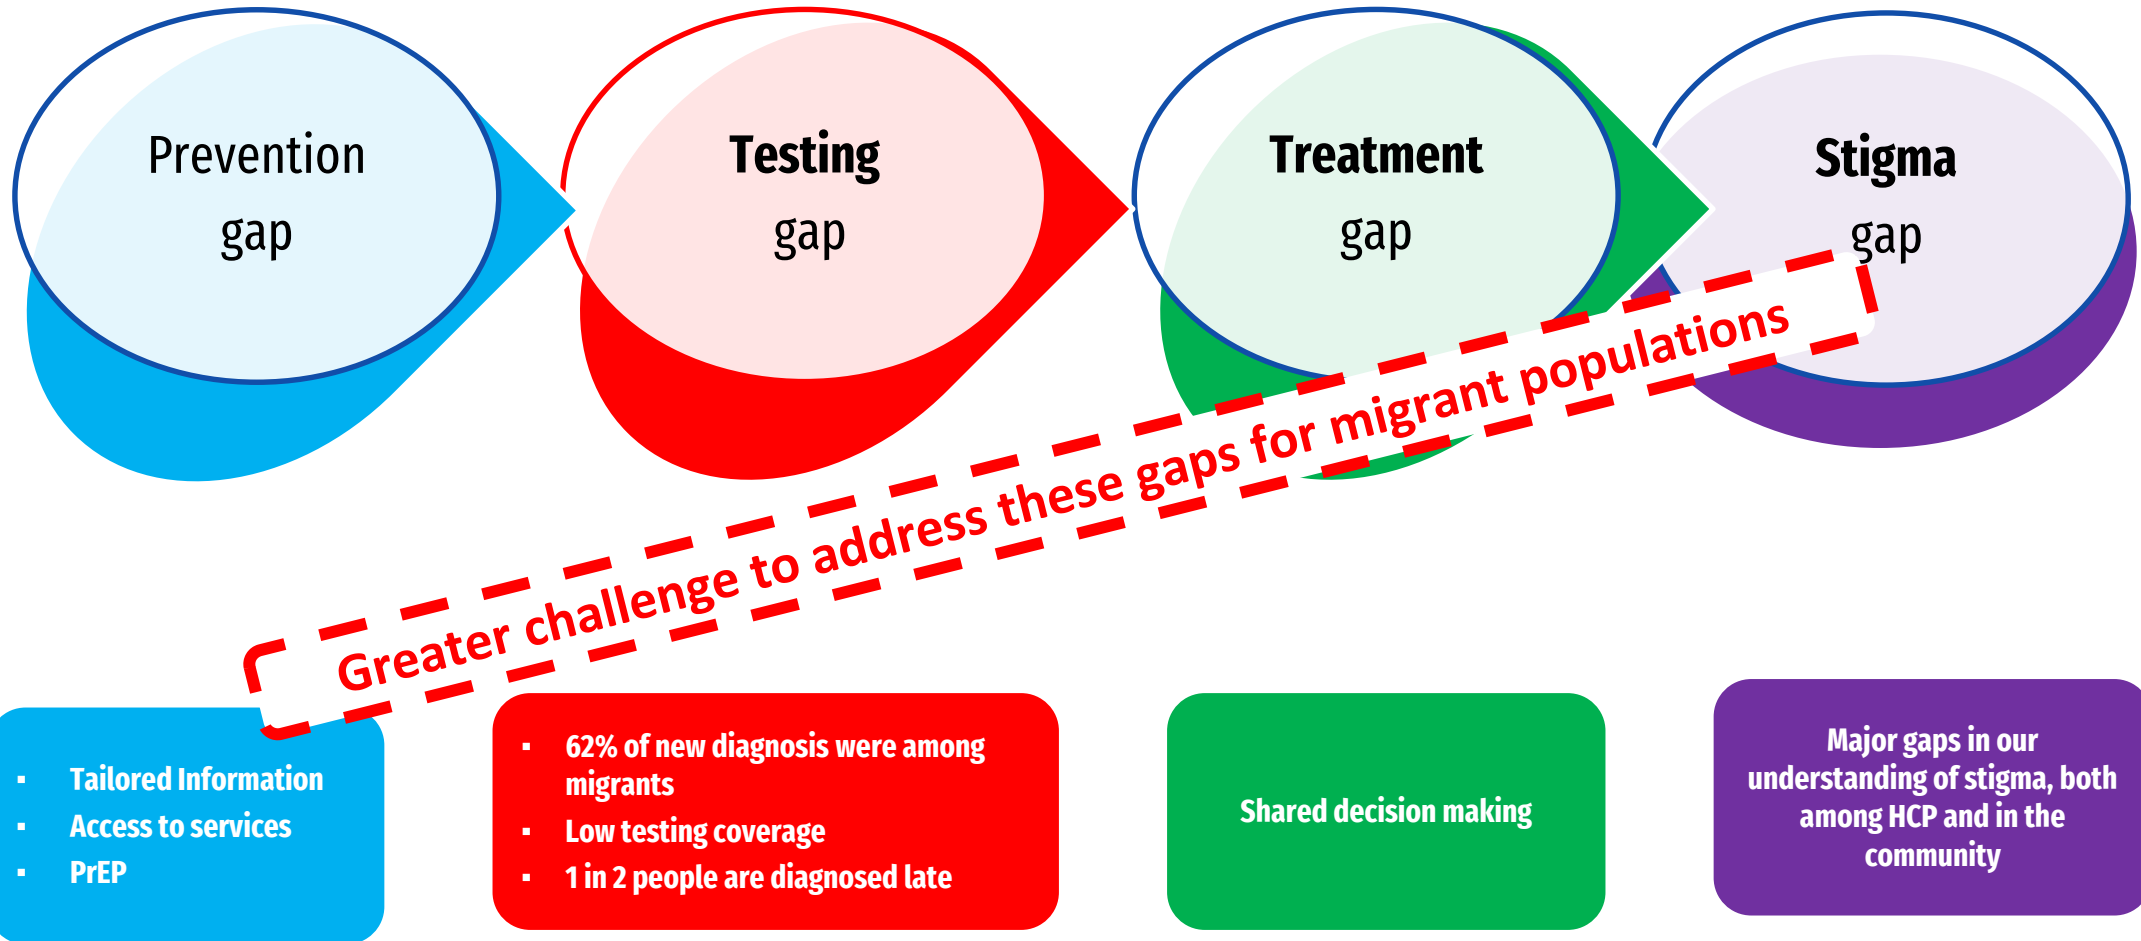 Prevention
gap
Testing
gap
Treatment
gap
Stigma
gap
Greater challenge to address these gaps for migrant populations
▪ Tailored Information
▪ Access to services
▪ PrEP
▪ 62% of new diagnosis were among
migrants
▪ Low testing coverage
▪ 1 in 2 people are diagnosed late
Shared decision making
Major gaps in our
understanding of stigma, both
among HCP and in the
community